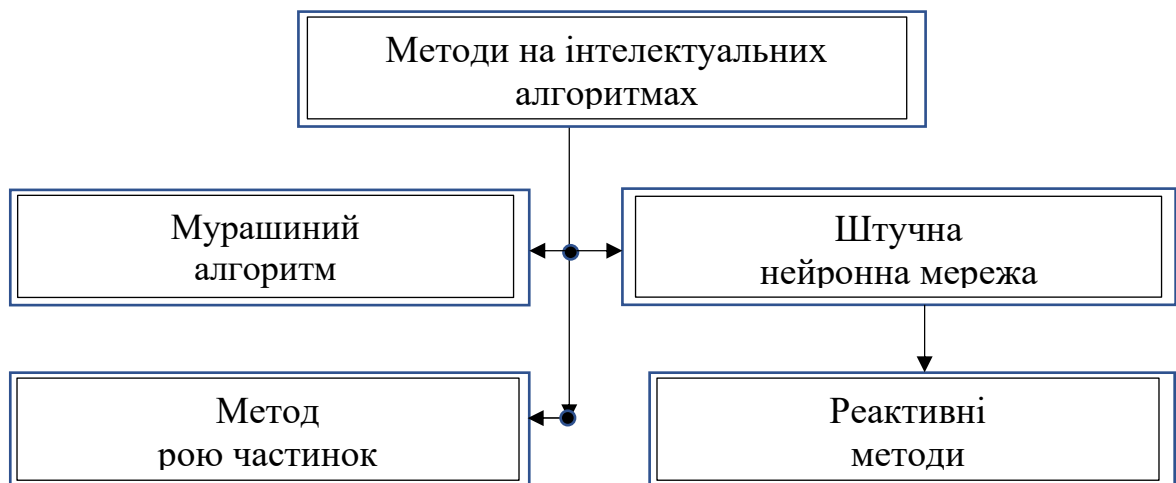 Методи на інтелектуальних
алгоритмах
Мурашиний
алгоритм
Штучна
нейронна мережа
Метод
рою частинок
Реактивні
методи